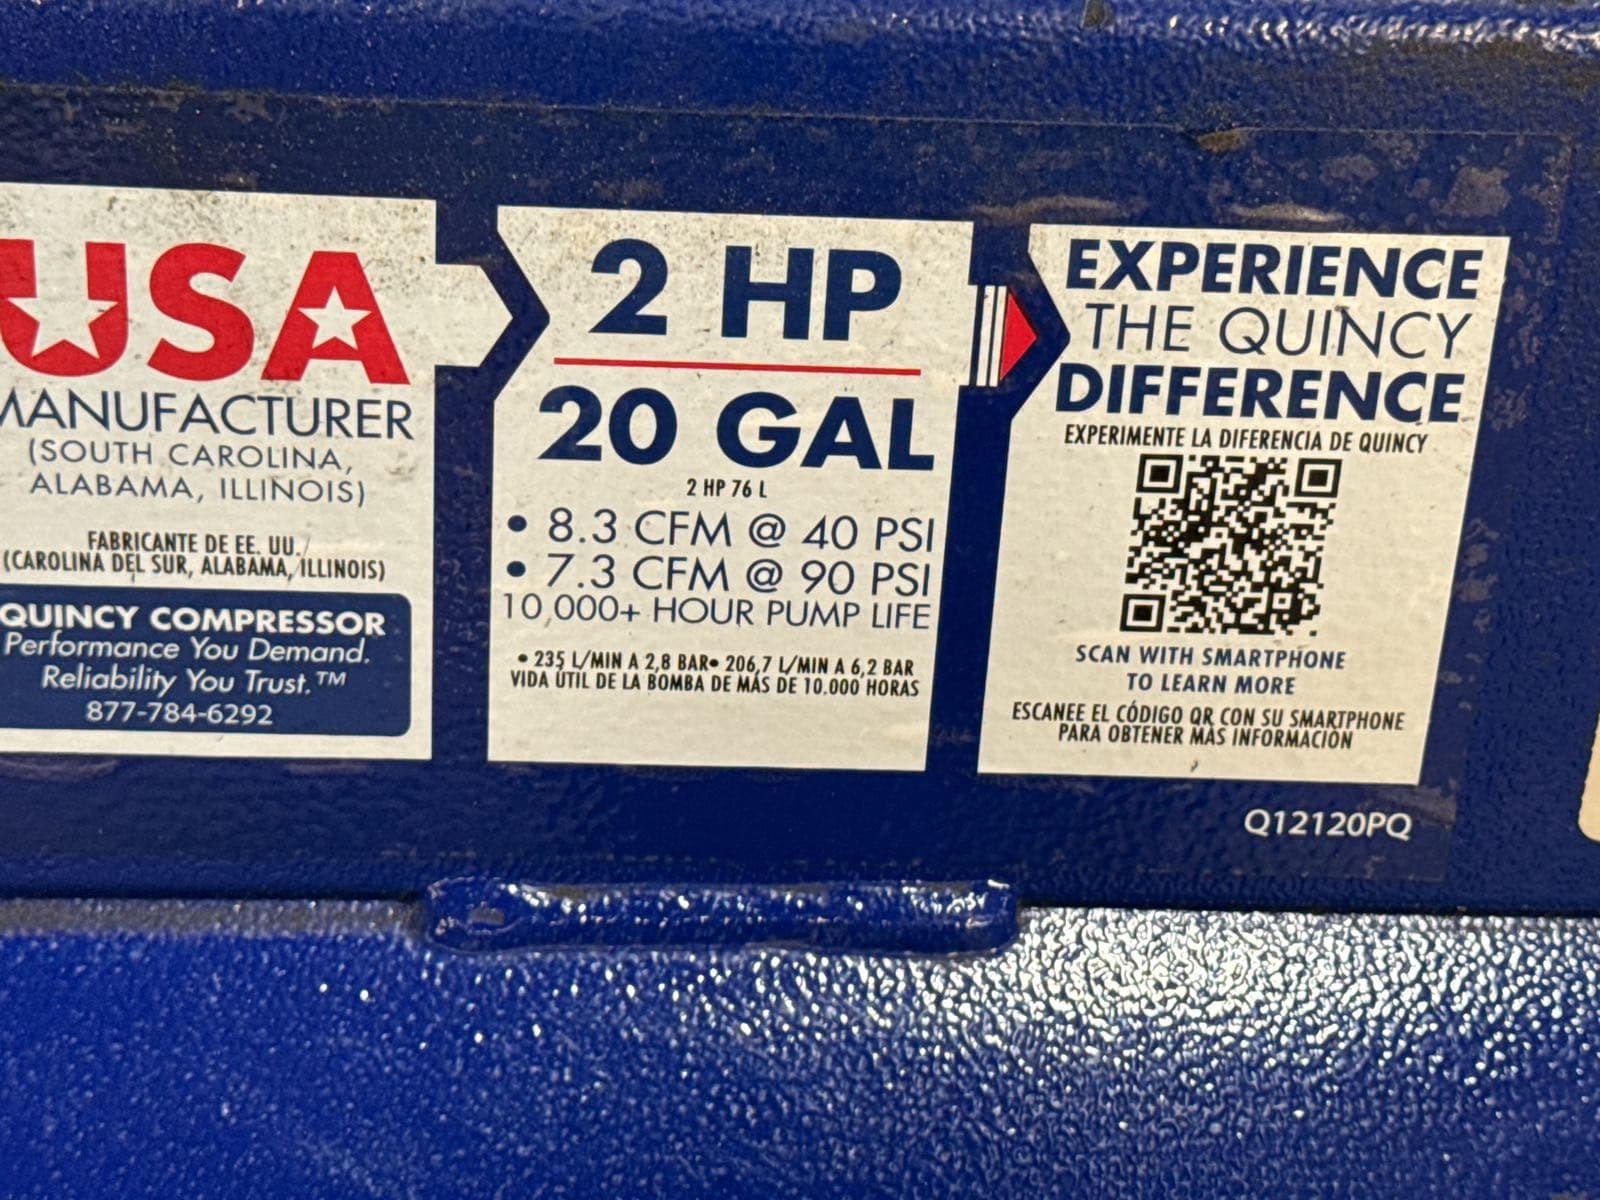 USA
MANUFACTURER
(SOUTH CAROLINA,
ALABAMA, ILLINOIS)
FABRICANTE DE EE. UU.
(CAROLINA DEL SUR, ALABAMA, ILLINOIS)
QUINCY COMPRESSOR
Performance You Demand.
Reliability You Trust.™
877-784-6292
2 HP
20 GAL
2 HP 76 L
• 8.3 CFM @ 40 PSI
• 7.3 CFM @ 90 PSI
10,000+ HOUR PUMP LIFE
• 235 L/MIN A 2,8 BAR• 206,7 L/MIN A 6,2 BAR
VIDA ÚTIL DE LA BOMBA DE MÁS DE 10.000 HORAS
EXPERIENCE
THE QUINCY
DIFFERENCE
EXPERIMENTE LA DIFERENCIA DE QUINCY
SCAN WITH SMARTPHONE
TO LEARN MORE
ESCANEE EL CÓDIGO QR CON SU SMARTPHONE
PARA OBTENER MÁS INFORMACIÓN
Q12120PQ